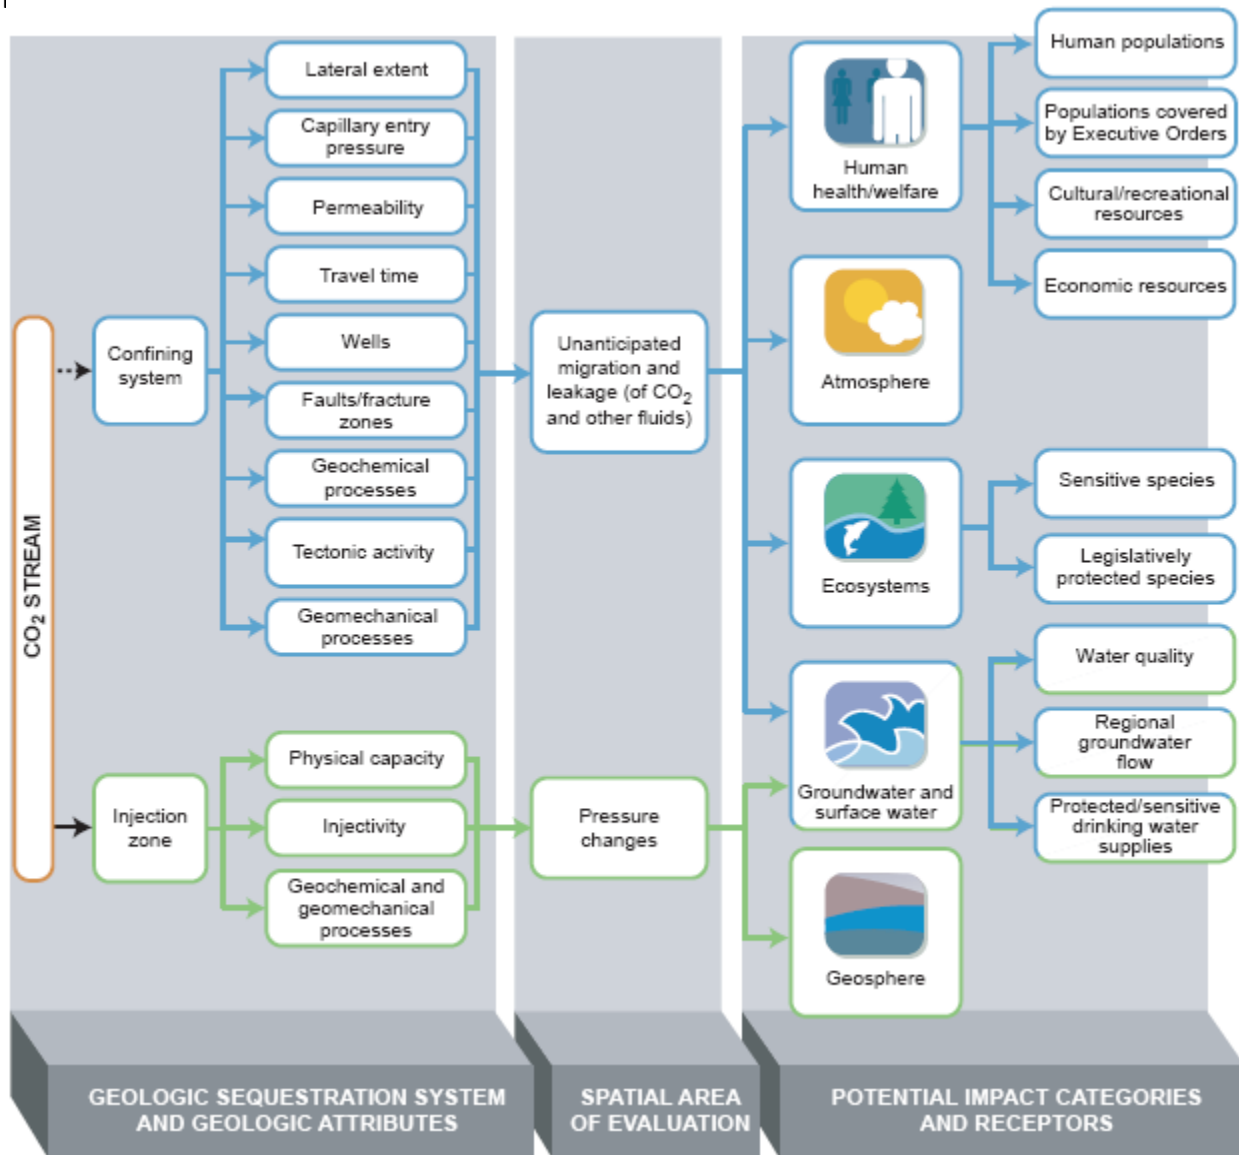 CO2 STREAM
Confining
system
Injection
zone
Lateral extent
Capillary entry
pressure
Permeability
Travel time
Wells
Faults/fracture
zones
Geochemical
processes
Tectonic activity
Geomechanical
processes
Physical capacity
Injectivity
Geochemical and
geomechanical
processes
Unanticipated
migration and
leakage (of CO2
and other fluids)
Pressure
changes
Human
health/welfare
Atmosphere
Ecosystems
Groundwater and
surface water
Geosphere
Human populations
Populations covered
by Executive Orders
Cultural/recreational
resources
Economic resources
Sensitive species
Legislatively
protected species
Water quality
Regional
groundwater
flow
Protected/sensitive
drinking water
supplies
GEOLOGIC SEQUESTRATION SYSTEM
AND GEOLOGIC ATTRIBUTES
SPATIAL AREA
OF EVALUATION
POTENTIAL IMPACT CATEGORIES
AND RECEPTORS